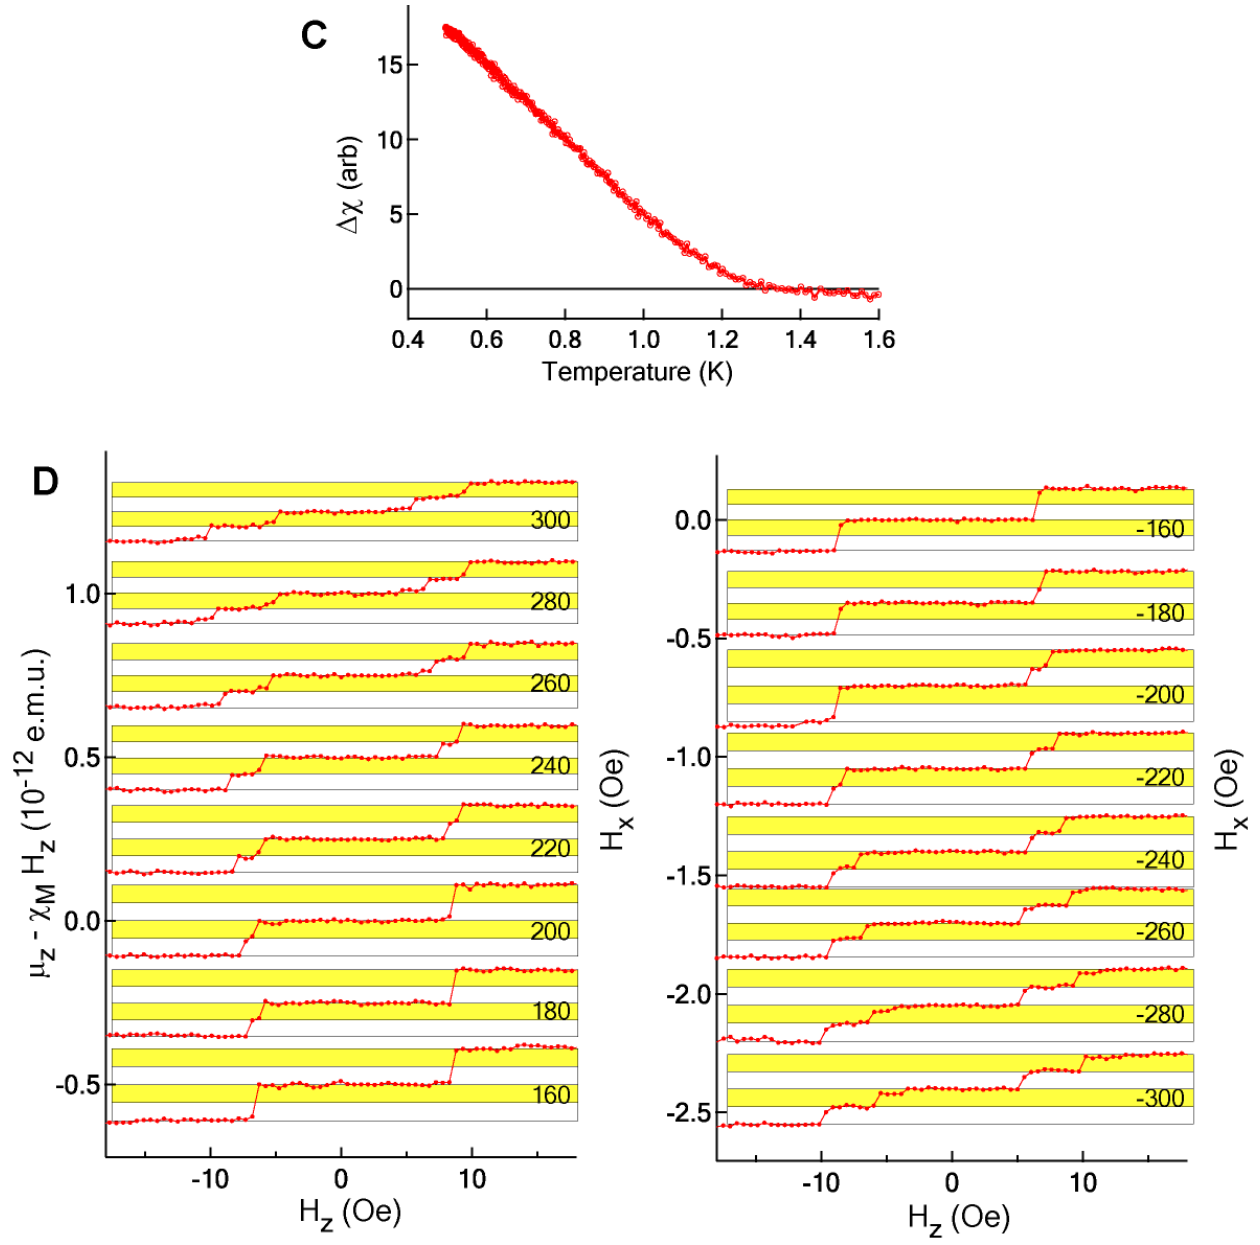 C
Δχ (arb)
15
10
5
0
0.4 0.6 0.8 1.0 1.2 1.4 1.6
Temperature (K)
D
μz - χM Hz (10-12 e.m.u.)
1.0
0.5
0.0
-0.5
300
280
260
240
220
200
180
160
Hx (Oe)
-10 0 10
Hz (Oe)
0.0
-0.5
-1.0
-1.5
-2.0
-2.5
-160
-180
-200
-220
-240
-260
-280
-300
Hx (Oe)
-10 0 10
Hz (Oe)